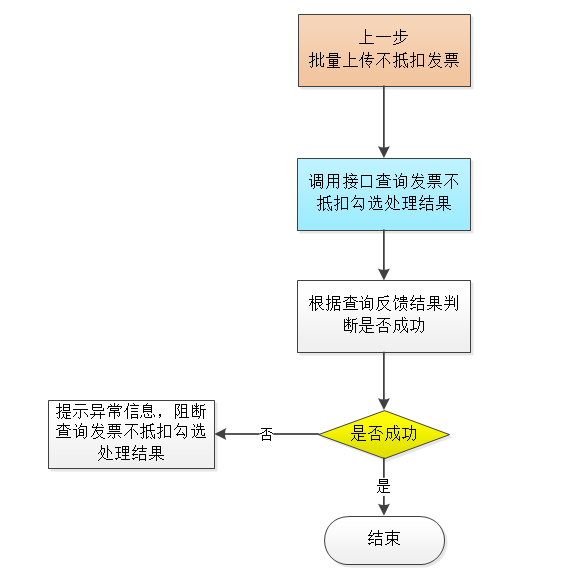 上一步
批量上传不抵扣发票
调用接口查询发票不
抵扣勾选处理结果
根据查询反馈结果判
断是否成功
提示异常信息，阻断
查询发票不抵扣勾选
处理结果
否
是否成功
是
结束